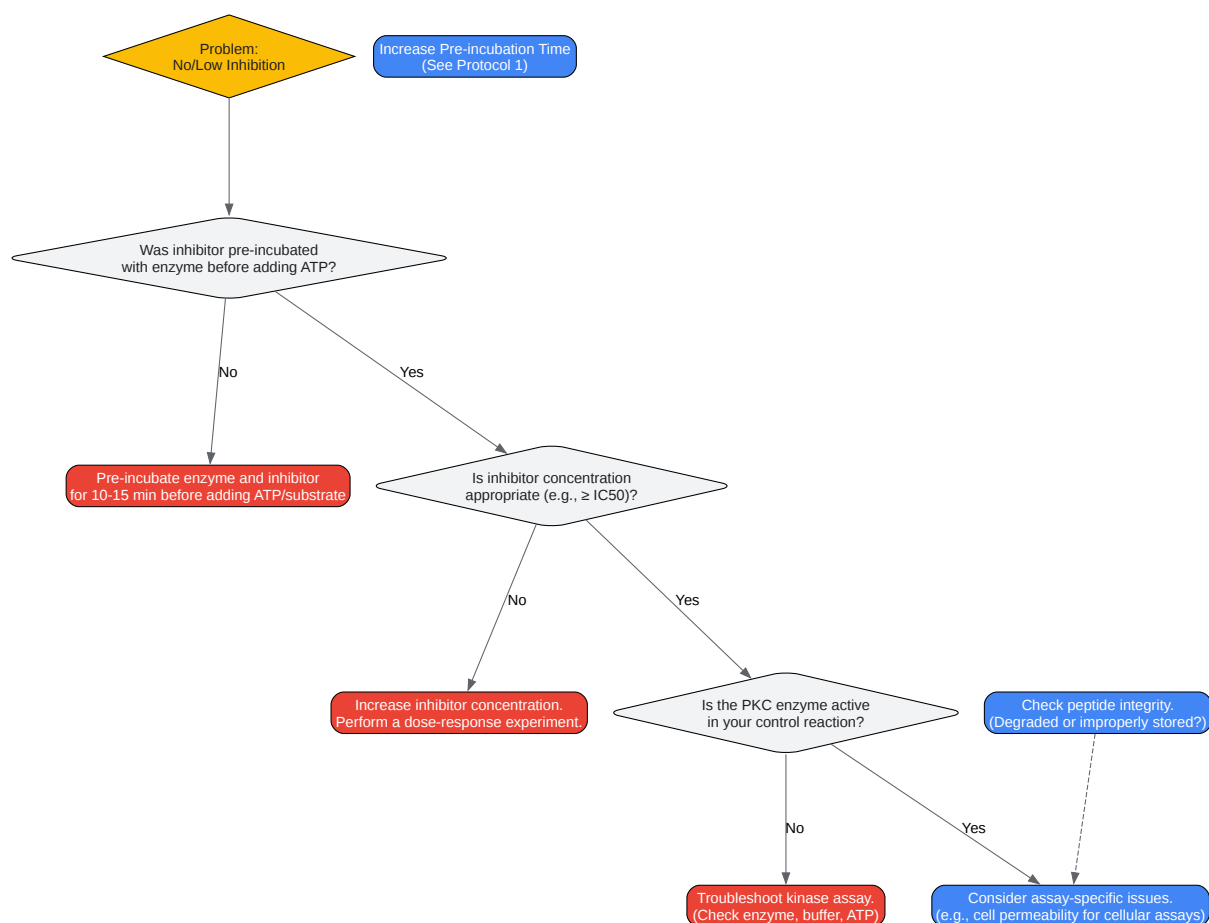 Problem:
No/Low Inhibition
Increase Pre-incubation Time
(See Protocol 1)
Was inhibitor pre-incubated
with enzyme before adding ATP?
No
Yes
Pre-incubate enzyme and inhibitor
for 10-15 min before adding ATP/substrate
Is inhibitor concentration
appropriate (e.g., ≥ IC50)?
No
Yes
Increase inhibitor concentration.
Perform a dose-response experiment.
Is the PKC enzyme active
in your control reaction?
Check peptide integrity.
(Degraded or improperly stored?)
No
Yes
Troubleshoot kinase assay.
(Check enzyme, buffer, ATP)
Consider assay-specific issues.
(e.g., cell permeability for cellular assays)